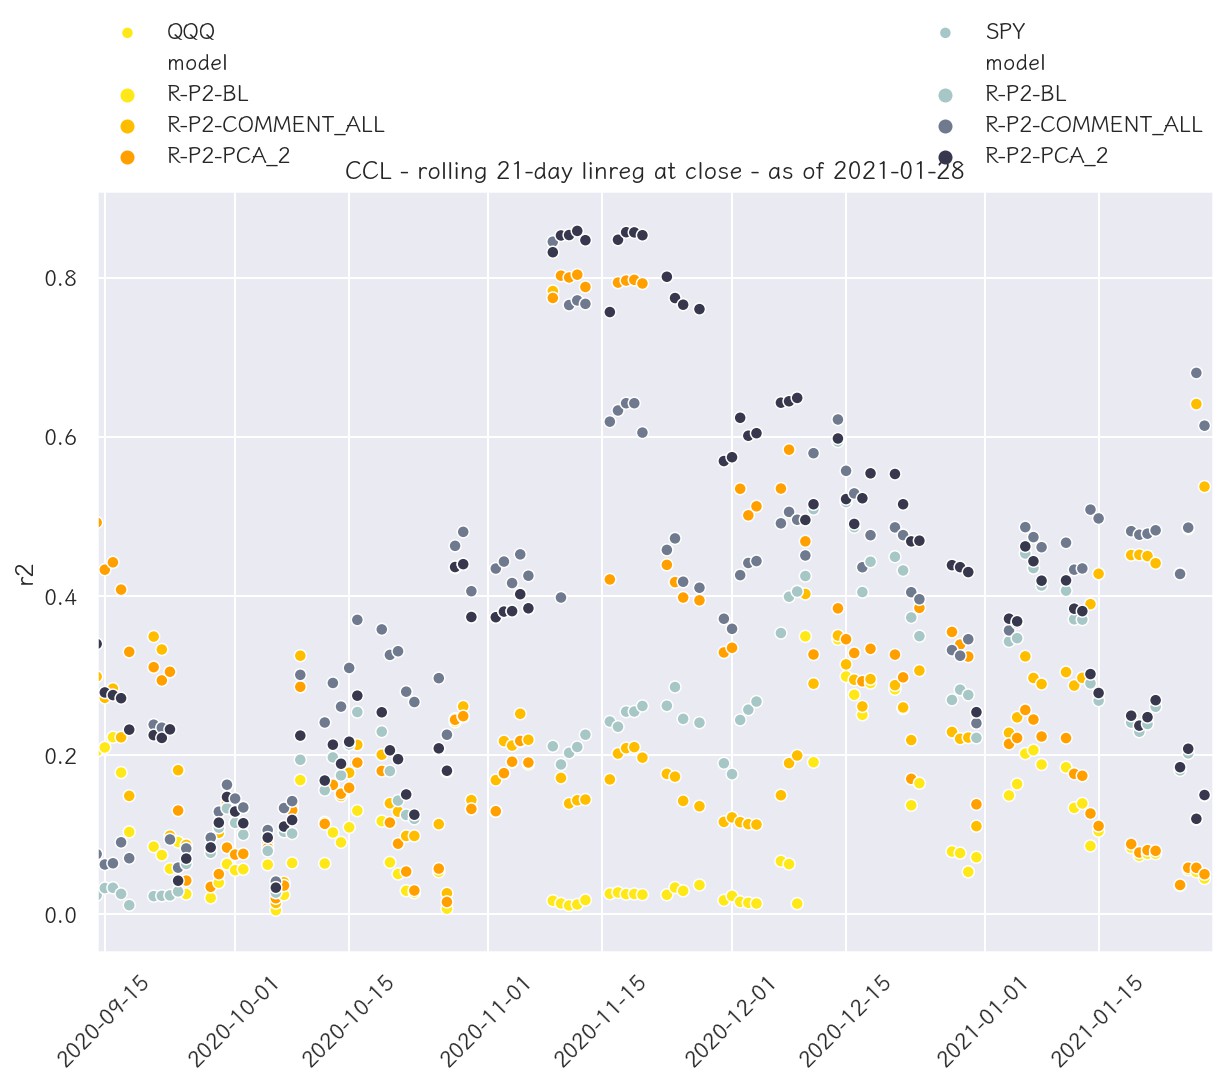 QQQ
model
R-P2-BL
R-P2-COMMENT_ALL
R-P2-PCA_2
SPY
model
R-P2-BL
R-P2-COMMENT_ALL
R-P2-PCA_2
CCL - rolling 21-day linreg at close - as of 2021-01-28
0.8
0.6
0.4
0.2
0.0
r2
2020-09-15
2020-10-01
2020-10-15
2020-11-01
2020-11-15
2020-12-01
2020-12-15
2021-01-01
2021-01-15